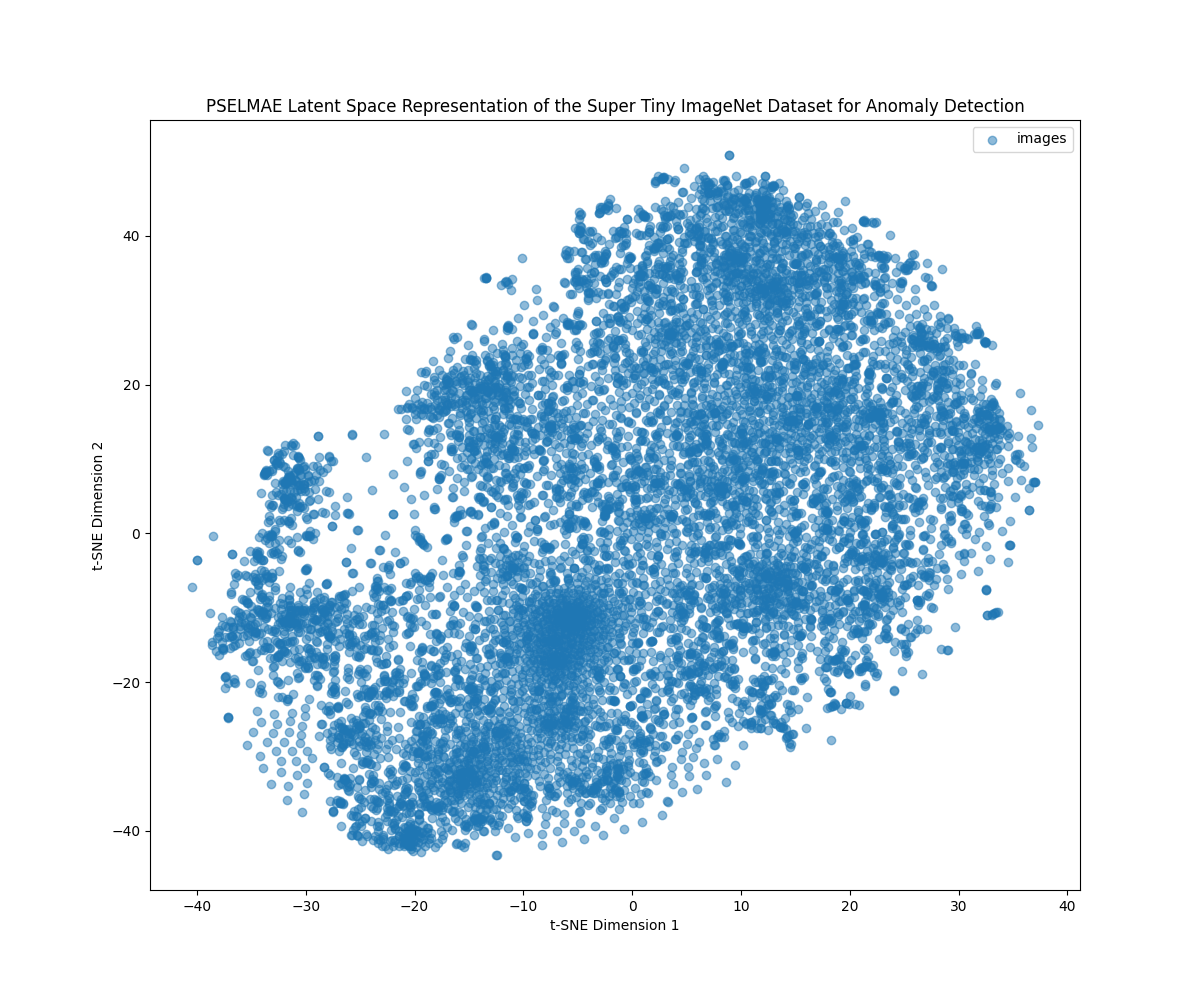 PSELMAE Latent Space Representation of the Super Tiny ImageNet Dataset for Anomaly Detection
images
40
20
0
−20
−40
t-SNE Dimension 2
−40 −30 −20 −10 0 10 20 30 40
t-SNE Dimension 1